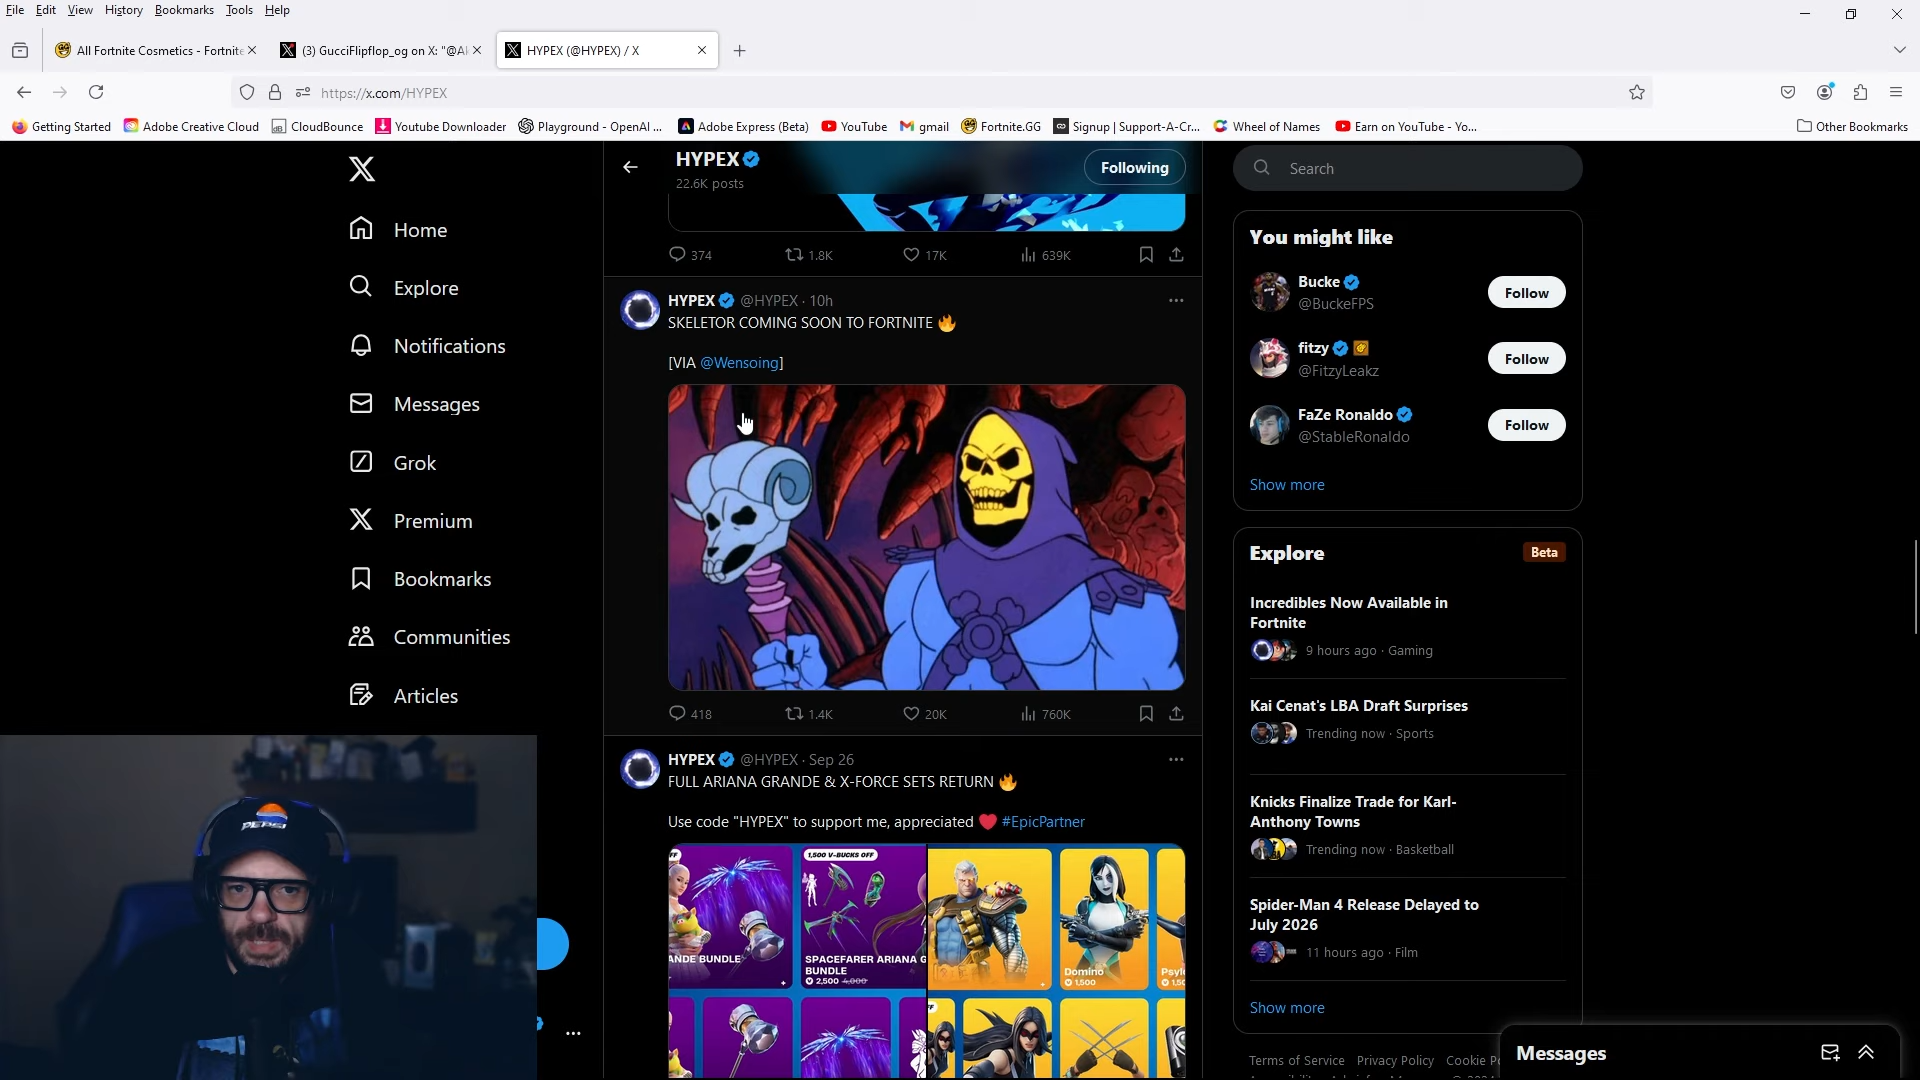 File Edit View History Bookmarks Tools Help
All Fortnite Cosmetics - Fortnite
(3) GucciFlipflop_og on X: "@Al
HYPEX (@HYPEX) / X
https://x.com/HYPEX
Getting Started Adobe Creative Cloud CloudBounce Youtube Downloader Playground - OpenAI ... Adobe Express (Beta) YouTube gmail Fortnite.GG Signup | Support-A-Cr... Wheel of Names Earn on YouTube - Yo... Other Bookmarks
Home
Explore
Notifications
Messages
Grok
Premium
Bookmarks
Communities
Articles
HYPEX
22.6K posts
Following
374 1.8K 17K 639K
HYPEX @HYPEX · 10h
SKELETOR COMING SOON TO FORTNITE 🔥
[VIA @Wensoing]
418 1.4K 20K 760K
HYPEX @HYPEX · Sep 26
FULL ARIANA GRANDE & X-FORCE SETS RETURN 🔥
Use code "HYPEX" to support me, appreciated ❤️ #EpicPartner
1,500 V-BUCKS OFF
ANDE BUNDLE
SPACEFARER ARIANA G
BUNDLE
2,500 4,000
Domino
1,500
Psyl
Search
You might like
Bucke
@BuckeFPS
Follow
fitzy
@FitzyLeakz
Follow
FaZe Ronaldo
@StableRonaldo
Follow
Show more
Explore
Beta
Incredibles Now Available in
Fortnite
9 hours ago · Gaming
Kai Cenat's LBA Draft Surprises
Trending now · Sports
Knicks Finalize Trade for Karl-
Anthony Towns
Trending now · Basketball
Spider-Man 4 Release Delayed to
July 2026
11 hours ago · Film
Show more
Terms of Service Privacy Policy Cookie Po
Messages
PEPSI